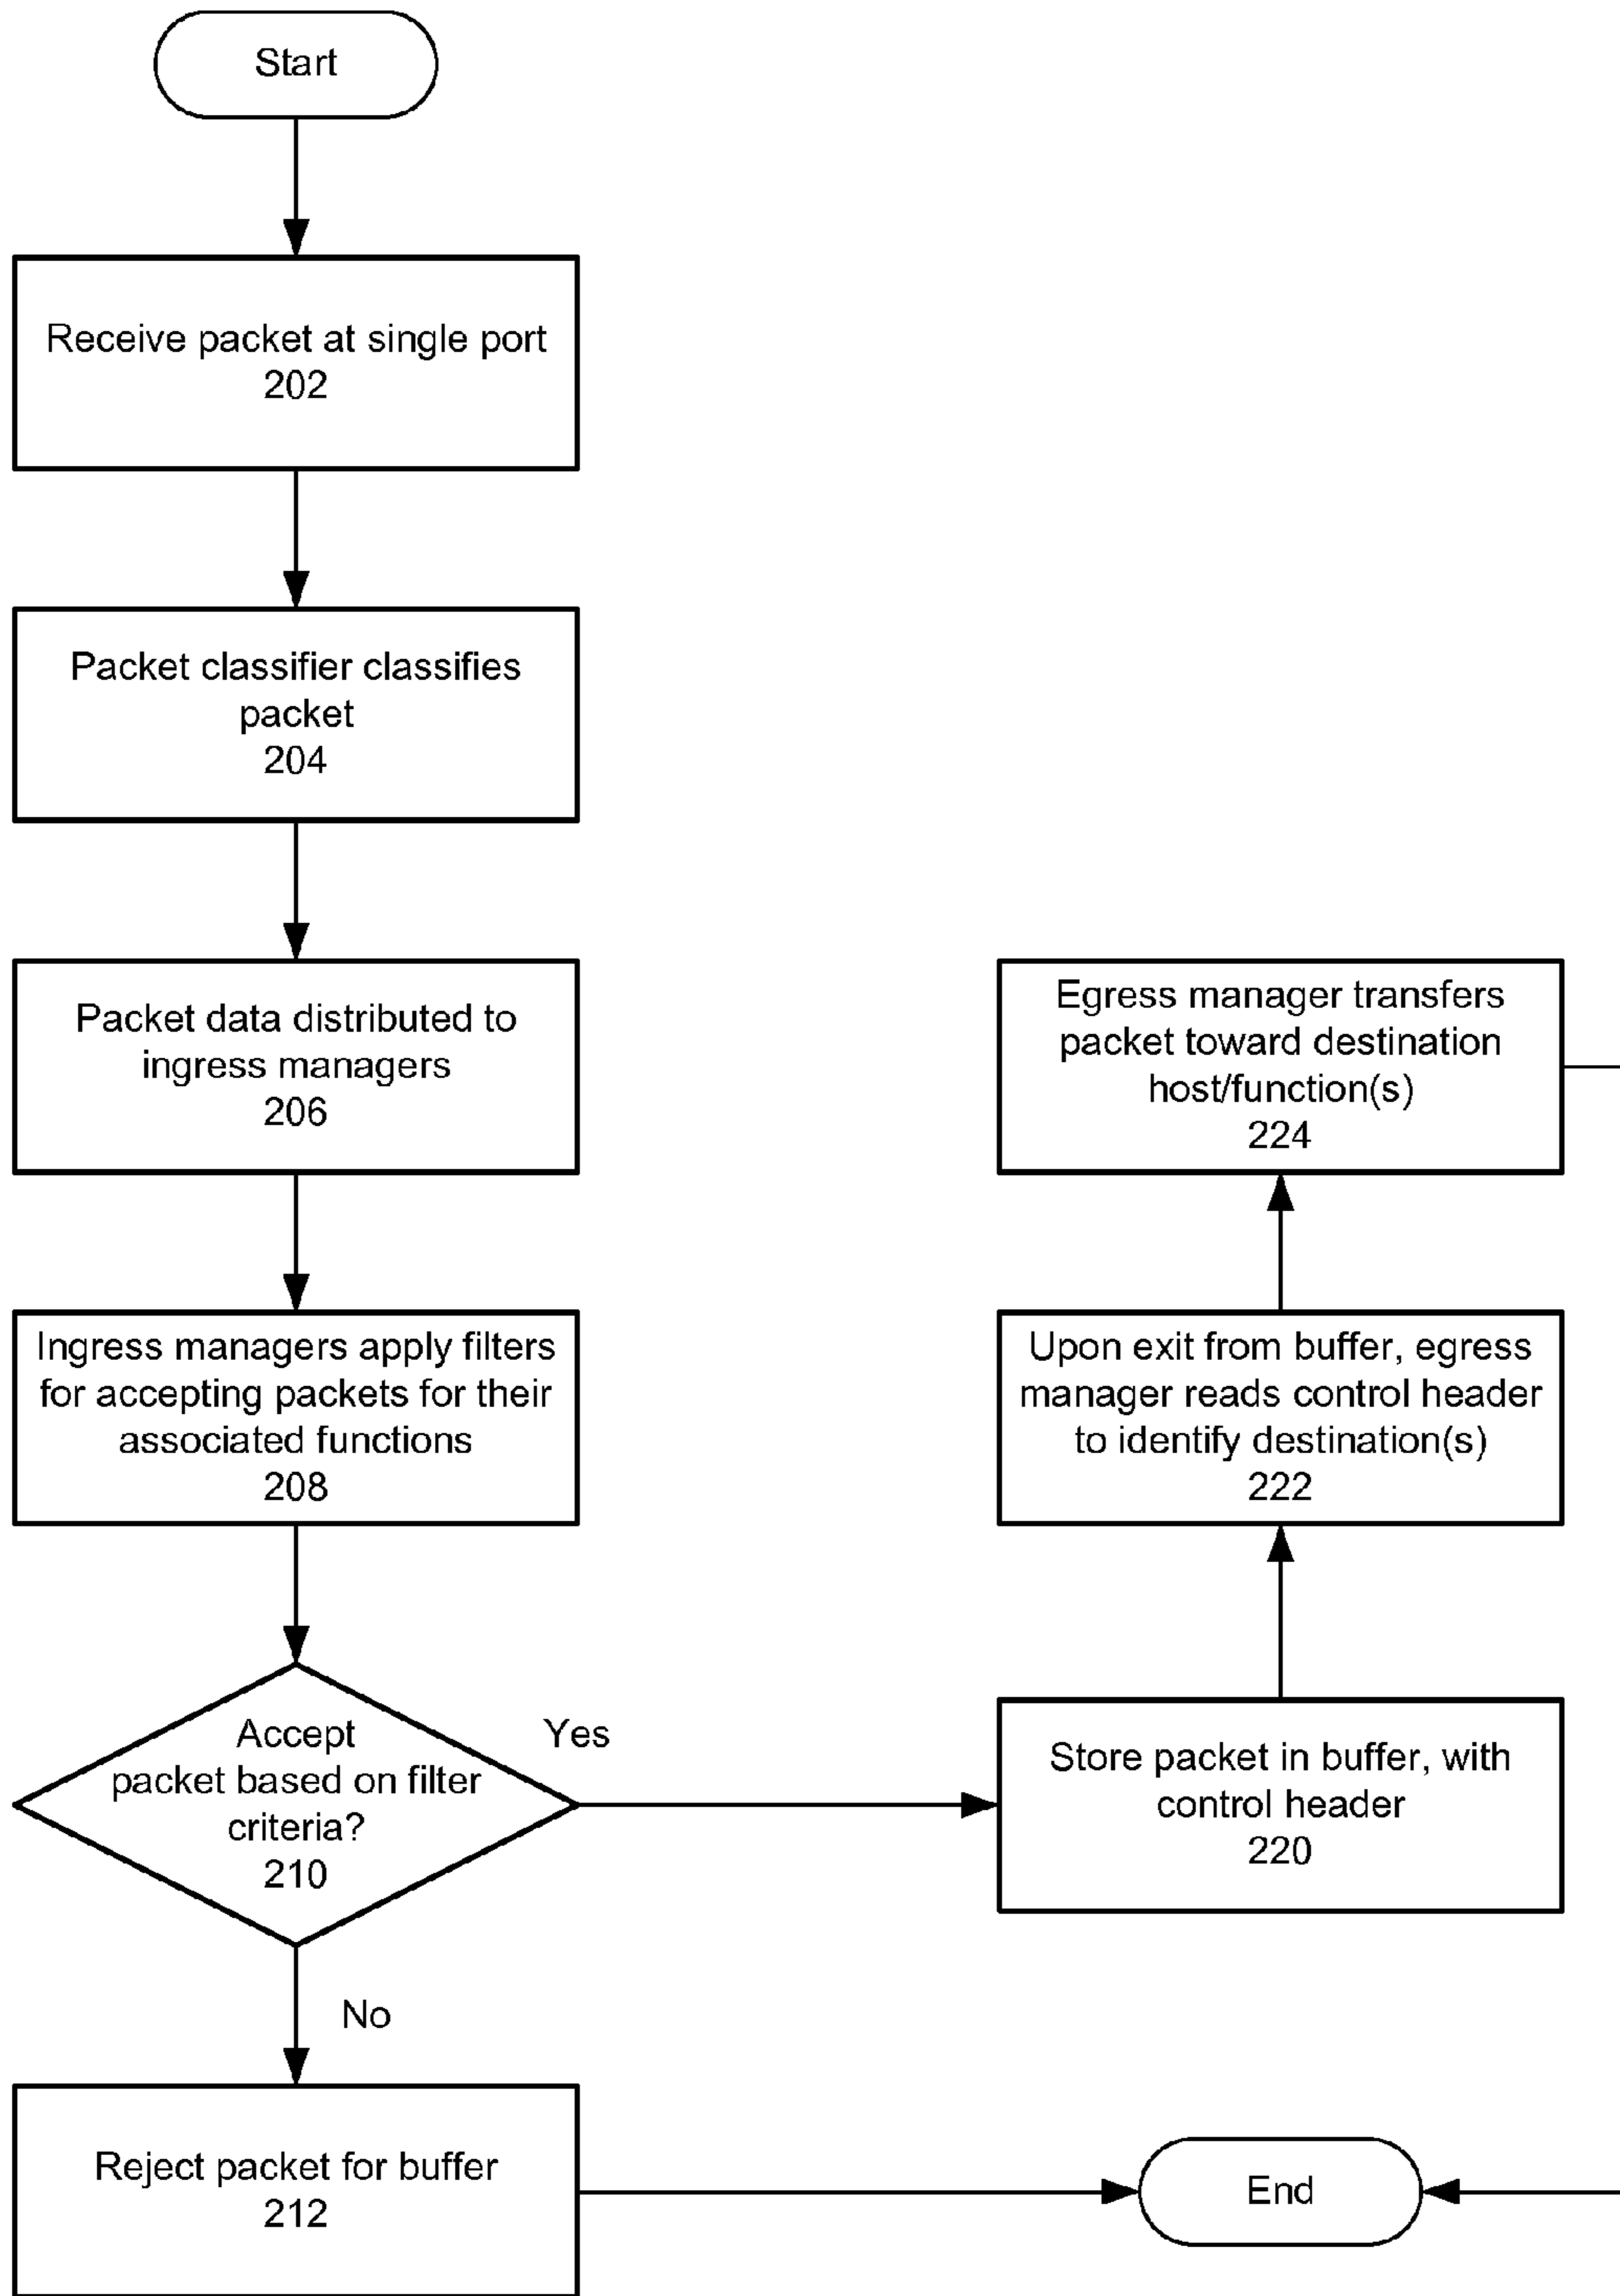 Start
Receive packet at single port
202
Packet classifier classifies
packet
204
Packet data distributed to
ingress managers
206
Ingress managers apply filters
for accepting packets for their
associated functions
208
Accept
packet based on filter
criteria?
210
Yes
No
Reject packet for buffer
212
Store packet in buffer, with
control header
220
Upon exit from buffer, egress
manager reads control header
to identify destination(s)
222
Egress manager transfers
packet toward destination
host/function(s)
224
End